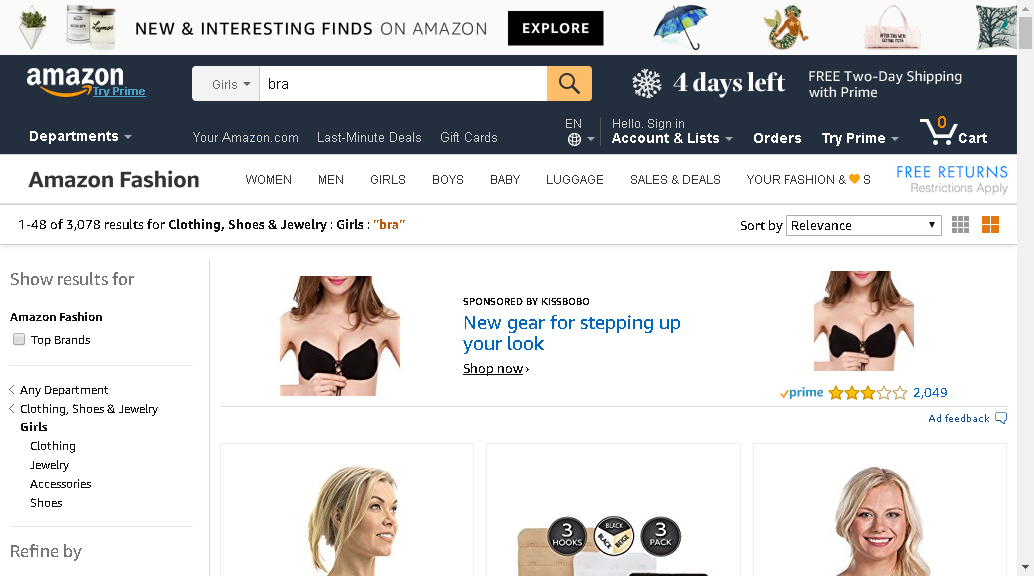 NEW & INTERESTING FINDS ON AMAZON EXPLORE
amazon
Try Prime
Girls bra
4 days left
FREE Two-Day Shipping
with Prime
Departments
Your Amazon.com Last-Minute Deals Gift Cards
EN
Hello. Sign in
Account & Lists
Orders
Try Prime
0
Cart
Amazon Fashion
WOMEN MEN GIRLS BOYS BABY LUGGAGE SALES & DEALS YOUR FASHION & S
FREE RETURNS
Restrictions Apply
1-48 of 3,078 results for Clothing, Shoes & Jewelry : Girls : "bra"
Sort by Relevance
Show results for
Amazon Fashion
Top Brands
Any Department
Clothing, Shoes & Jewelry
Girls
Clothing
Jewelry
Accessories
Shoes
Refine by
SPONSORED BY KISSBOBO
New gear for stepping up
your look
Shop now ›
prime 2,049
Ad feedback
3
HOOKS
BLACK
BLACK
BEIGE
3
PACK